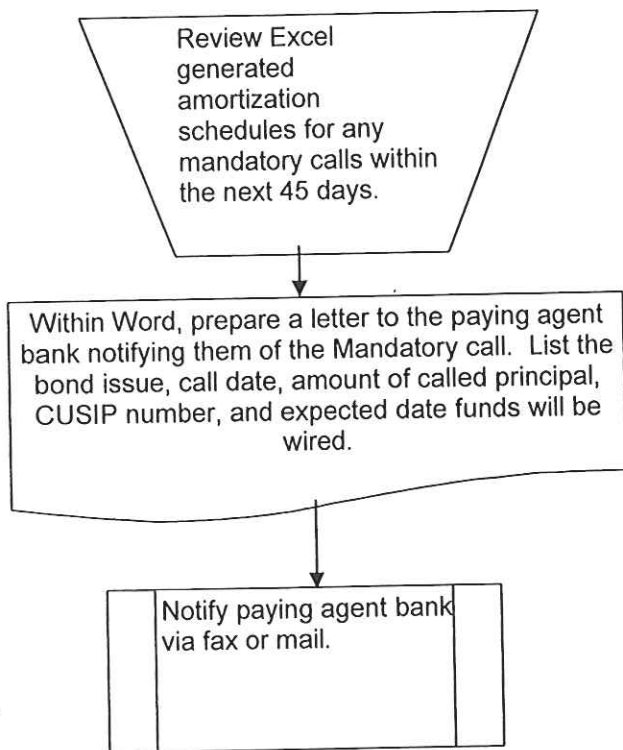 Review Excel
generated
amortization
schedules for any
mandatory calls within
the next 45 days.
Within Word, prepare a letter to the paying agent
bank notifying them of the Mandatory call. List the
bond issue, call date, amount of called principal,
CUSIP number, and expected date funds will be
wired.
Notify paying agent bank
via fax or mail.